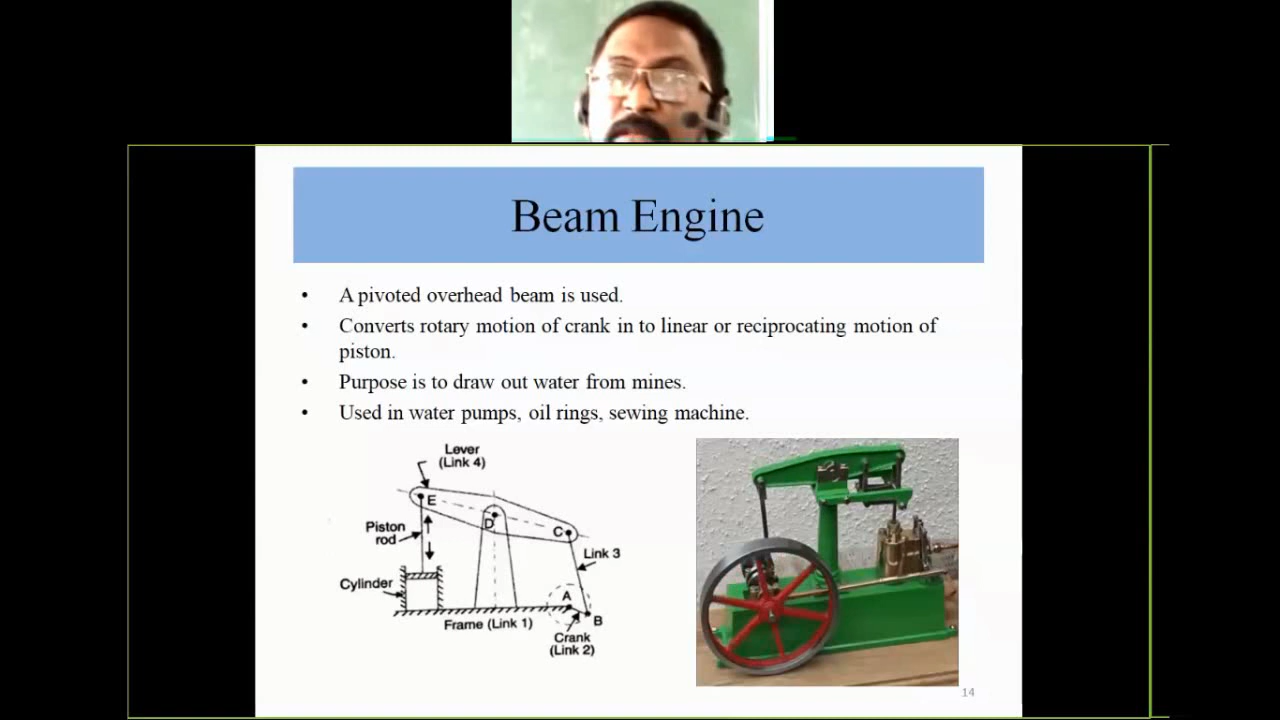 Beam Engine
• A pivoted overhead beam is used.
• Converts rotary motion of crank in to linear or reciprocating motion of
piston.
• Purpose is to draw out water from mines.
• Used in water pumps, oil rings, sewing machine.
Lever
(Link 4)
E
D
C
Piston
rod
Link 3
Cylinder
A
B
Frame (Link 1)
Crank
(Link 2)
14